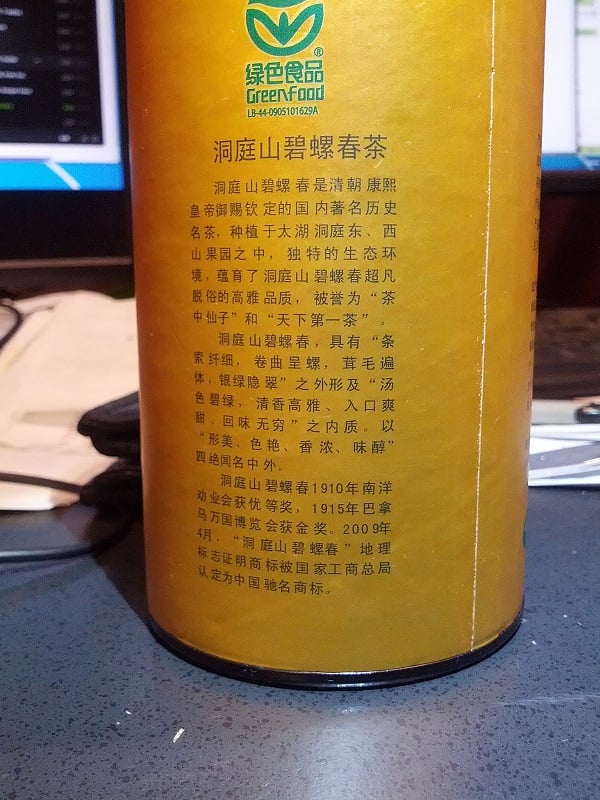 ®
绿色食品
GreenFood
LB-44-0905101629A
洞庭山碧螺春茶
洞庭山碧螺春是清朝康熙
皇帝御赐钦定的国内著名历史
名茶，种植于太湖洞庭东、西
山果园之中，独特的生态环
境，蕴育了洞庭山碧螺春超凡
脱俗的高雅品质，被誉为“茶
中仙子”和“天下第一茶”。
洞庭山碧螺春，具有“条
索纤细，卷曲呈螺，茸毛遍
体，银绿隐翠”之外形及“汤
色碧绿，清香高雅、入口爽
甜、回味无穷”之内质。以
“形美、色艳、香浓、味醇”
四绝闻名中外。
洞庭山碧螺春1910年南洋
劝业会获优等奖，1915年巴拿
马万国博览会获金奖。2009年
4月，“洞庭山碧螺春”地理
标志证明商标被国家工商总局
认定为中国驰名商标。